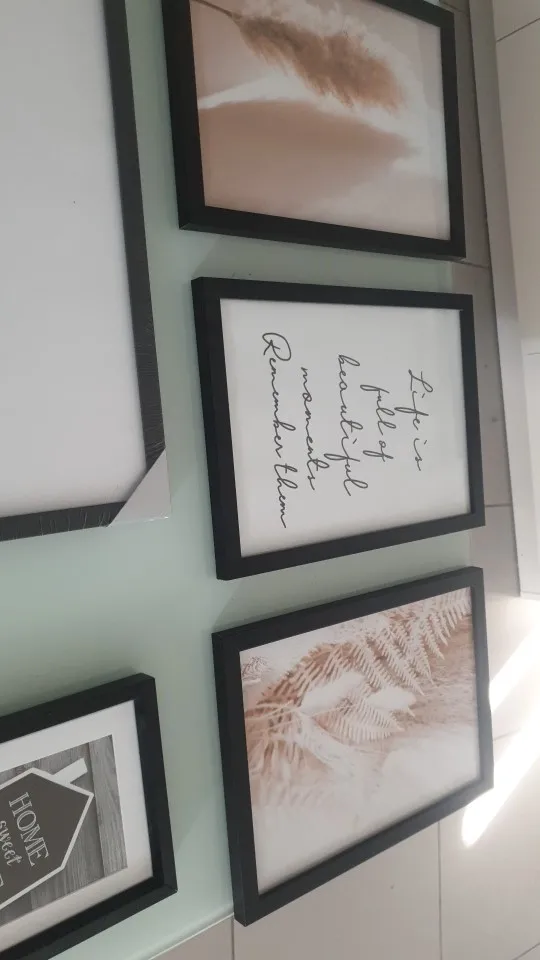 Life is
full of
beautiful
moments
Remember them
HOME
sweet